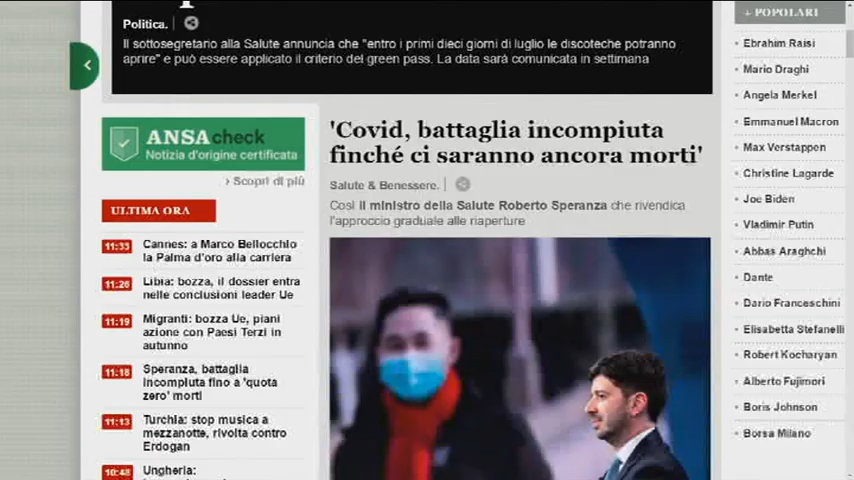 Politica.
Il sottosegretario alla Salute annuncia che "entro i primi dieci giorni di luglio le discoteche potranno
aprire" e può essere applicato il criterio del green pass. La data sarà comunicata in settimana
ANSAcheck
Notizia d'origine certificata
› Scopri di più
ULTIMA ORA
11:33 Cannes: a Marco Bellocchio
la Palma d'oro alla carriera
11:26 Libia: bozza, il dossier entra
nelle conclusioni leader Ue
11:19 Migranti: bozza Ue, piani
azione con Paesi Terzi in
autunno
11:18 Speranza, battaglia
incompiuta fino a 'quota
zero' morti
11:13 Turchia: stop musica a
mezzanotte, rivolta contro
Erdogan
10:48 Ungheria:
'Covid, battaglia incompiuta
finché ci saranno ancora morti'
Salute & Benessere.
Così il ministro della Salute Roberto Speranza che rivendica
l'approccio graduale alle riaperture
+ POPOLARI
Ebrahim Raisi
Mario Draghi
Angela Merkel
Emmanuel Macron
Max Verstappen
Christine Lagarde
Joe Biden
Vladimir Putin
Abbas Araghchi
Dante
Dario Franceschini
Elisabetta Stefanelli
Robert Kocharyan
Alberto Fujimori
Boris Johnson
Borsa Milano